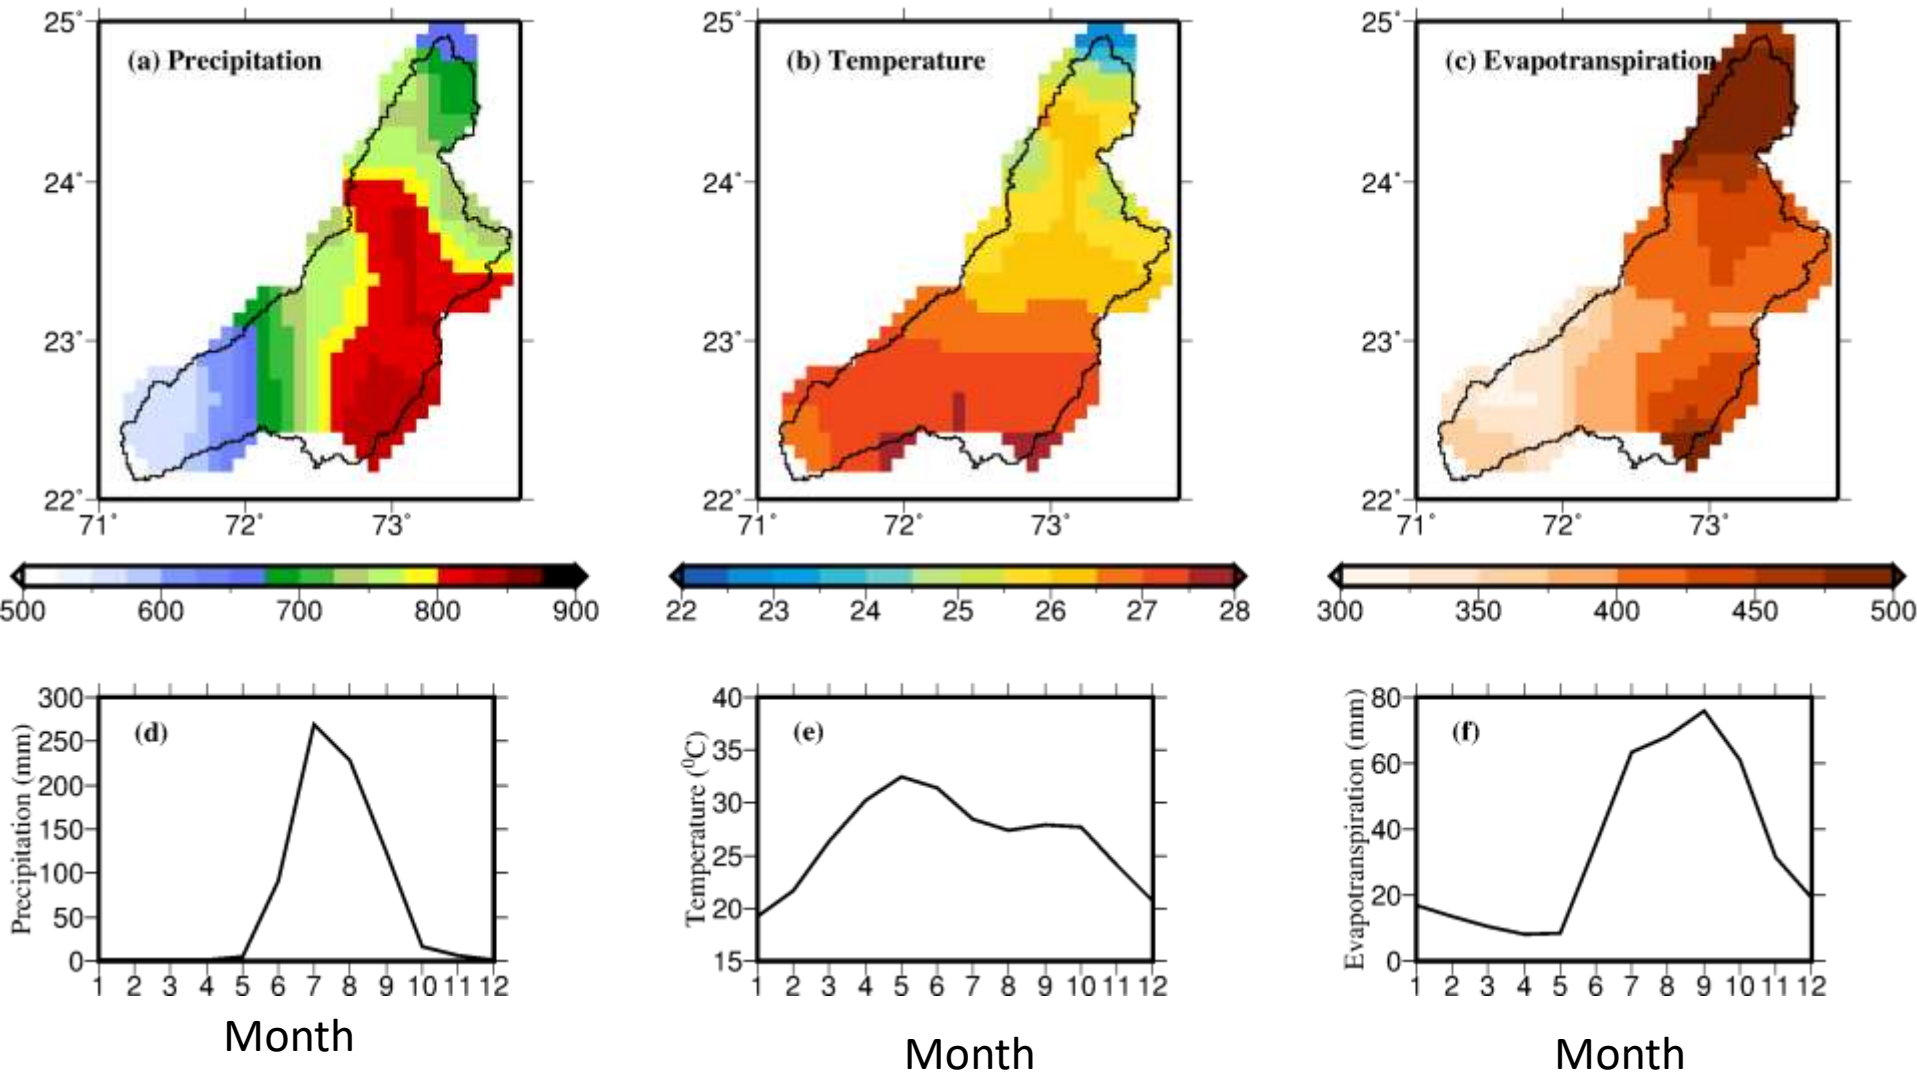 (a) Precipitation
25°
24°
23°
22°
71° 72° 73°
500 600 700 800 900
(b) Temperature
25°
24°
23°
22°
71° 72° 73°
22 23 24 25 26 27 28
(c) Evapotranspiration
25°
24°
23°
22°
71° 72° 73°
300 350 400 450 500
(d)
Precipitation (mm)
300
250
200
150
100
50
0
1 2 3 4 5 6 7 8 9 10 11 12
Month
(e)
Temperature (⁰C)
40
35
30
25
20
15
1 2 3 4 5 6 7 8 9 10 11 12
Month
(f)
Evapotranspiration (mm)
80
60
40
20
0
1 2 3 4 5 6 7 8 9 10 11 12
Month